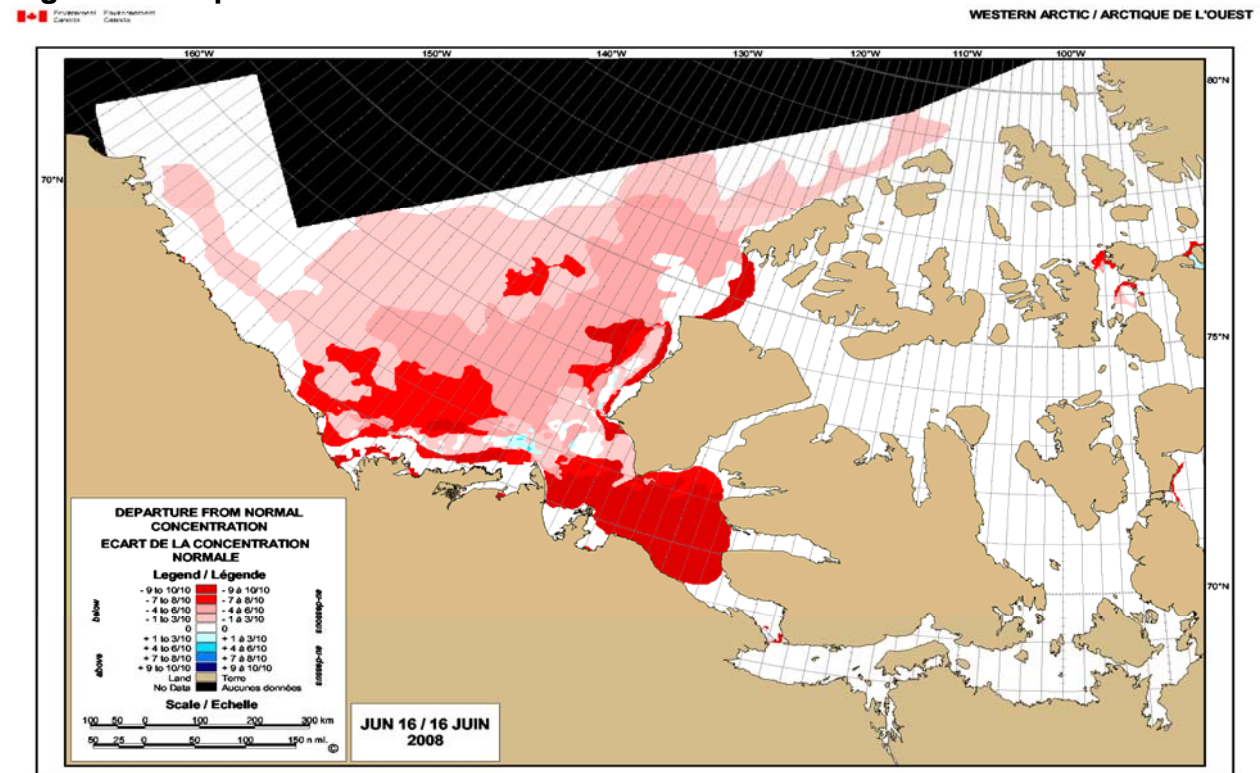 Environment Environnement
Canada Canada
WESTERN ARCTIC / ARCTIQUE DE L'OUEST
160°W 150°W 140°W 130°W 120°W 110°W 100°W
80°N
70°N
75°N
70°N
DEPARTURE FROM NORMAL
CONCENTRATION
ECART DE LA CONCENTRATION
NORMALE
Legend / Légende
below
au-dessous
- 9 to 10/10 - 9 à 10/10
- 7 to 8/10 - 7 à 8/10
- 4 to 6/10 - 4 à 6/10
- 1 to 3/10 - 1 à 3/10
0 0
+ 1 to 3/10 + 1 à 3/10
+ 4 to 6/10 + 4 à 6/10
+ 7 to 8/10 + 7 à 8/10
+ 9 to 10/10 + 9 à 10/10
above
au-dessus
Land Terre
No Data Aucunes données
Scale / Echelle
100 50 0 100 200 300 km
50 25 0 50 100 150 n mi.
©
JUN 16 / 16 JUIN
2008